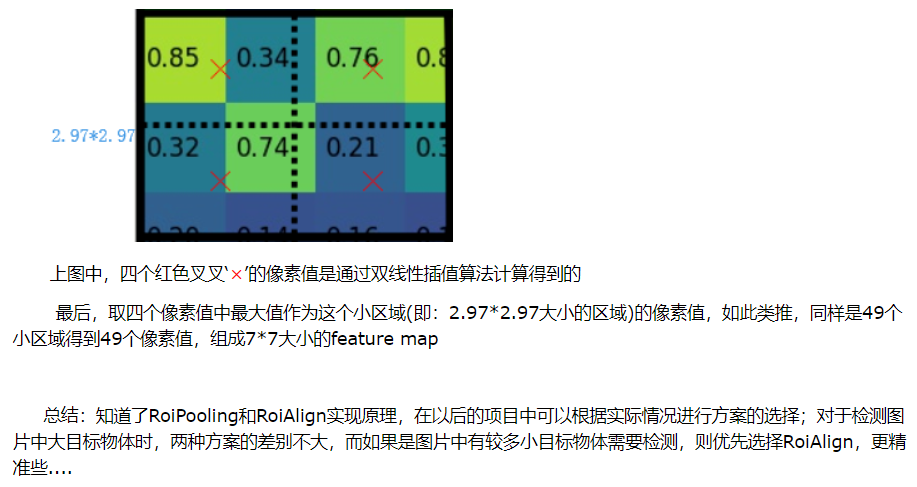 0.85 0.34 0.76 0.8
2.97*2.97
0.32 0.74 0.21 0.3
上图中，四个红色叉叉‘×’的像素值是通过双线性插值算法计算得到的
最后，取四个像素值中最大值作为这个小区域(即：2.97*2.97大小的区域)的像素值，如此类推，同样是49个
小区域得到49个像素值，组成7*7大小的feature map
总结：知道了RoiPooling和RoiAlign实现原理，在以后的项目中可以根据实际情况进行方案的选择；对于检测图
片中大目标物体时，两种方案的差别不大，而如果是图片中有较多小目标物体需要检测，则优先选择RoiAlign，更精
准些....